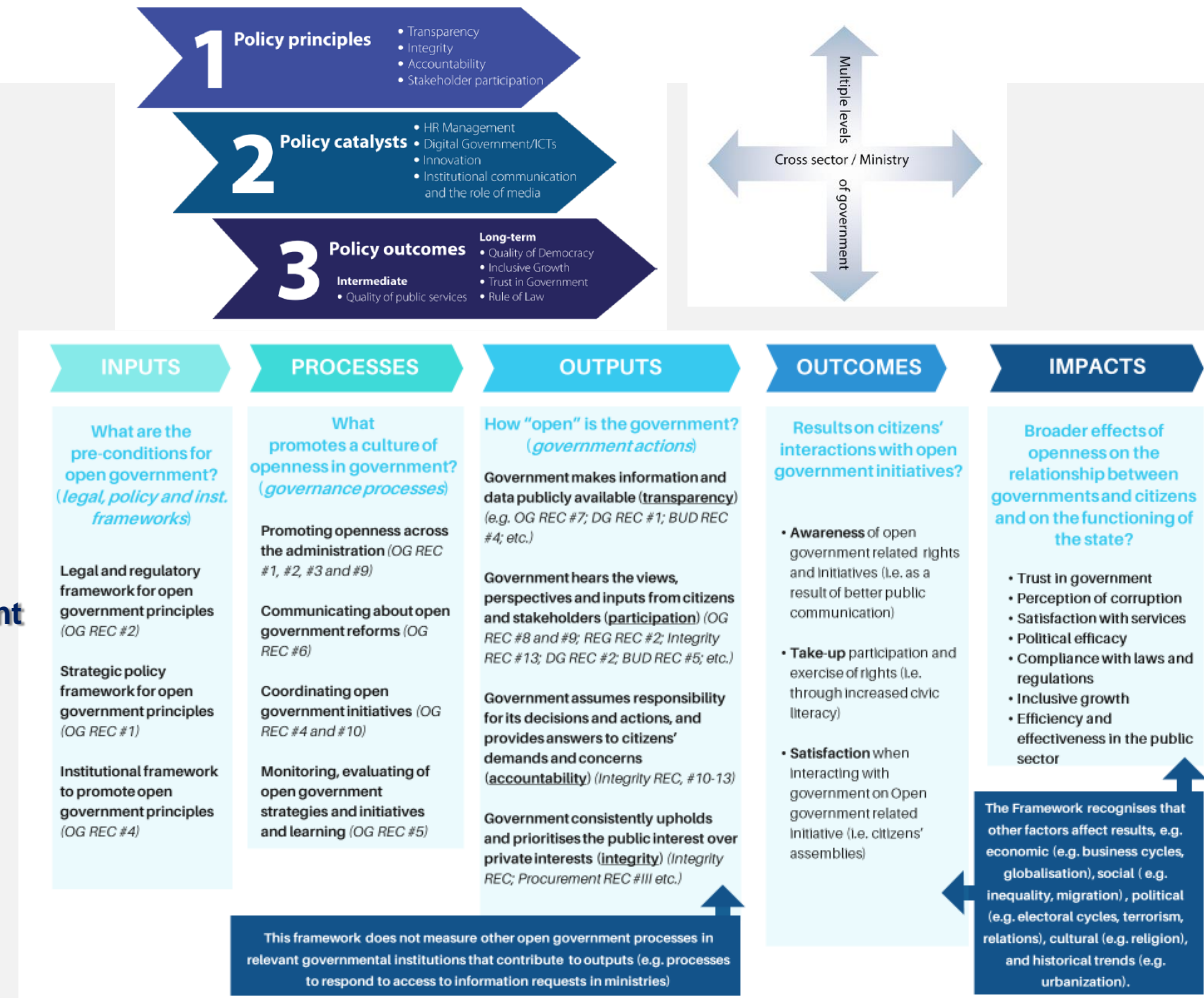 1
Policy principles
• Transparency
• Integrity
• Accountability
• Stakeholder participation
2
Policy catalysts
• HR Management
• Digital Government/ICTs
• Innovation
• Institutional communication
and the role of media
3
Policy outcomes
Intermediate
• Quality of public services
Long-term
• Quality of Democracy
• Inclusive Growth
• Trust in Government
• Rule of Law
Multiple levels
Cross sector / Ministry
of government
nt
INPUTS
What are the
pre-conditions for
open government?
(legal, policy and inst.
frameworks)
Legal and regulatory
framework for open
government principles
(OG REC #2)
Strategic policy
framework for open
government principles
(OG REC #1)
Institutional framework
to promote open
government principles
(OG REC #4)
PROCESSES
What
promotes a culture of
openness in government?
(governance processes)
Promoting openness across
the administration (OG REC
#1, #2, #3 and #9)
Communicating about open
government reforms (OG
REC #6)
Coordinating open
government initiatives (OG
REC #4 and #10)
Monitoring, evaluating of
open government
strategies and initiatives
and learning (OG REC #5)
OUTPUTS
How "open" is the government?
(government actions)
Government makes information and
data publicly available (transparency)
(e.g. OG REC #7; DG REC #1; BUD REC
#4; etc.)
Government hears the views,
perspectives and inputs from citizens
and stakeholders (participation) (OG
REC #8 and #9; REG REC #2; Integrity
REC #13; DG REC #2; BUD REC #5; etc.)
Government assumes responsibility
for its decisions and actions, and
provides answers to citizens'
demands and concerns
(accountability) (Integrity REC, #10-13)
Government consistently upholds
and prioritises the public interest over
private interests (integrity) (Integrity
REC; Procurement REC #III etc.)
This framework does not measure other open government processes in
relevant governmental institutions that contribute to outputs (e.g. processes
to respond to access to information requests in ministries)
OUTCOMES
Results on citizens'
interactions with open
government initiatives?
• Awareness of open
government related rights
and initiatives (i.e. as a
result of better public
communication)
• Take-up participation and
exercise of rights (i.e.
through increased civic
literacy)
• Satisfaction when
interacting with
government on Open
government related
initiative (i.e. citizens'
assemblies)
IMPACTS
Broader effects of
openness on the
relationship between
governments and citizens
and on the functioning of
the state?
• Trust in government
• Perception of corruption
• Satisfaction with services
• Political efficacy
• Compliance with laws and
regulations
• Inclusive growth
• Efficiency and
effectiveness in the public
sector
The Framework recognises that
other factors affect results, e.g.
economic (e.g. business cycles,
globalisation), social ( e.g.
inequality, migration) , political
(e.g. electoral cycles, terrorism,
relations), cultural (e.g. religion),
and historical trends (e.g.
urbanization).